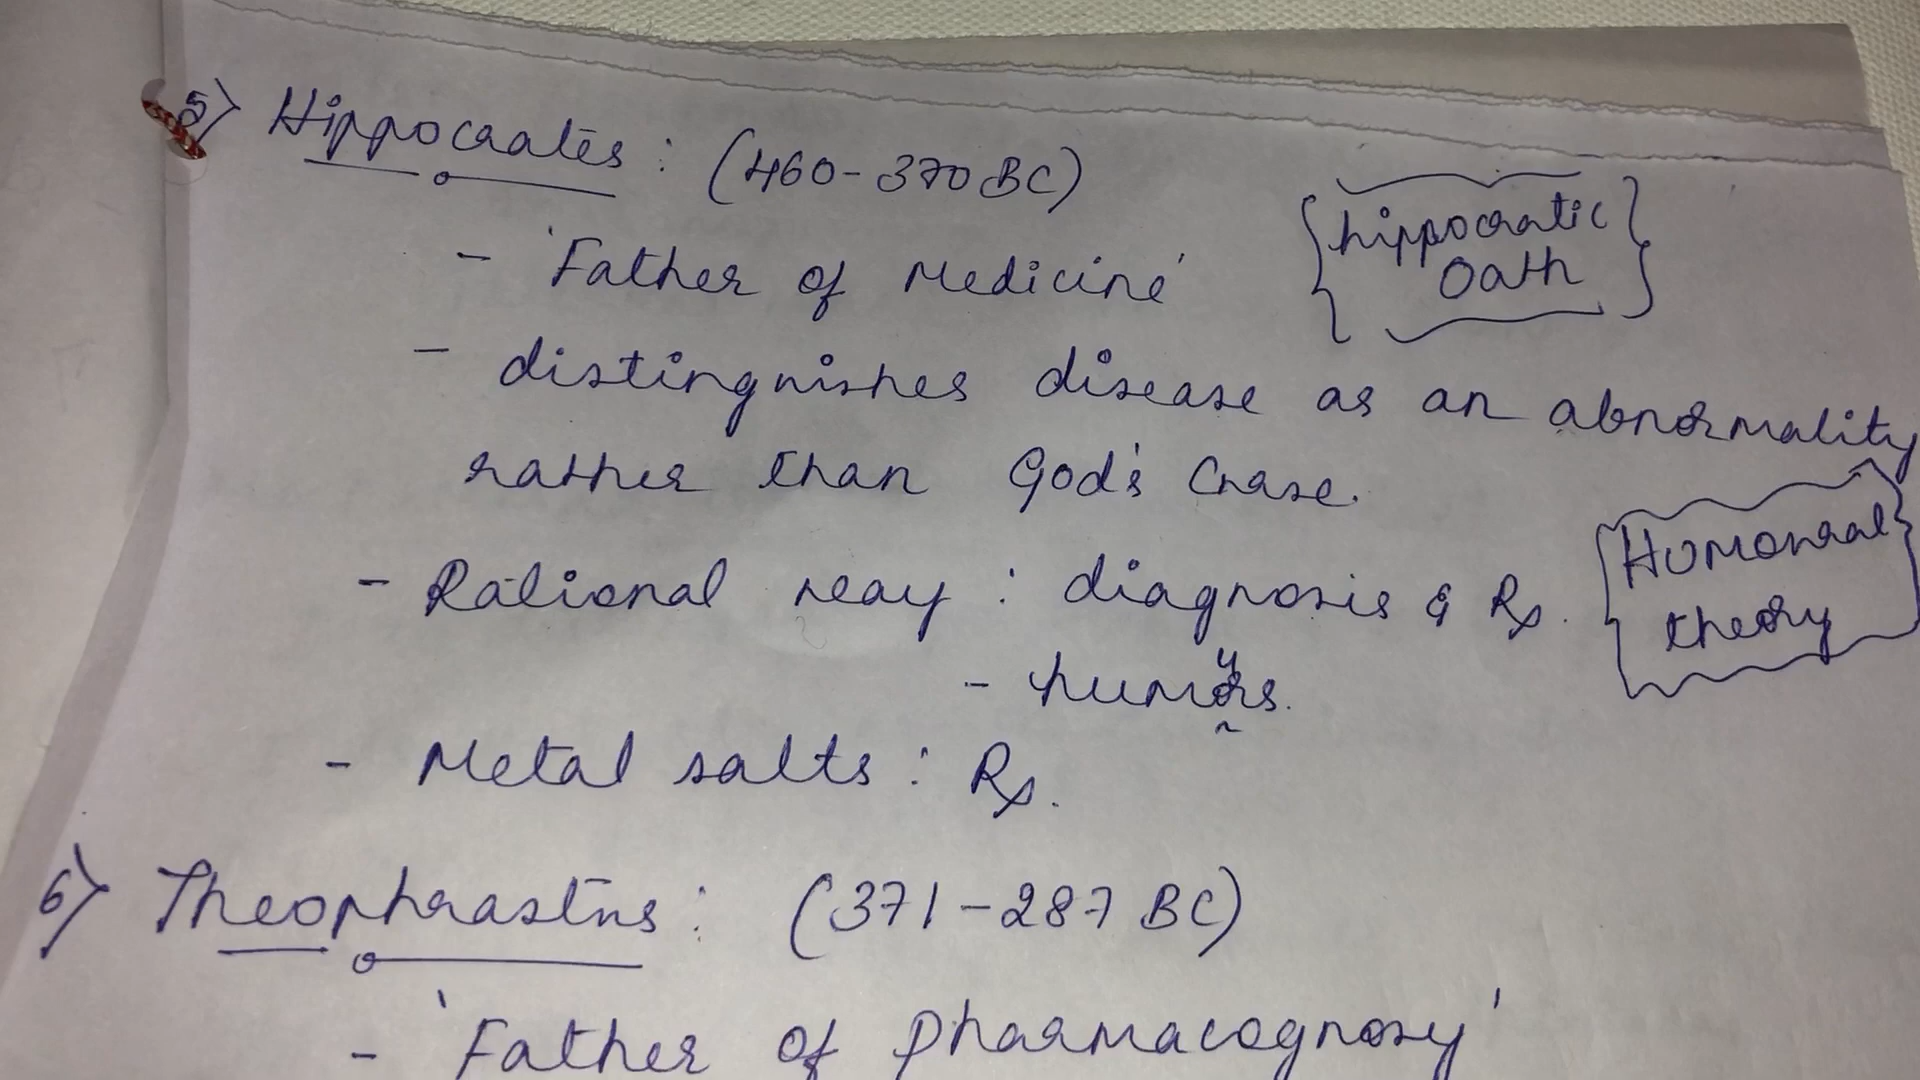 5) Hippocrates : (460-370 BC)
- 'Father of Medicine'
{hippocratic
Oath}
- distinguishes disease as an abnormality
rather than God's Curse.
- Rational way : diagnosis & Rx.
{Humoural
theory}
- humors.
- Metal salts : Rx.
6) Theophrastus : (371-287 BC)
- 'Father of pharmacognosy'